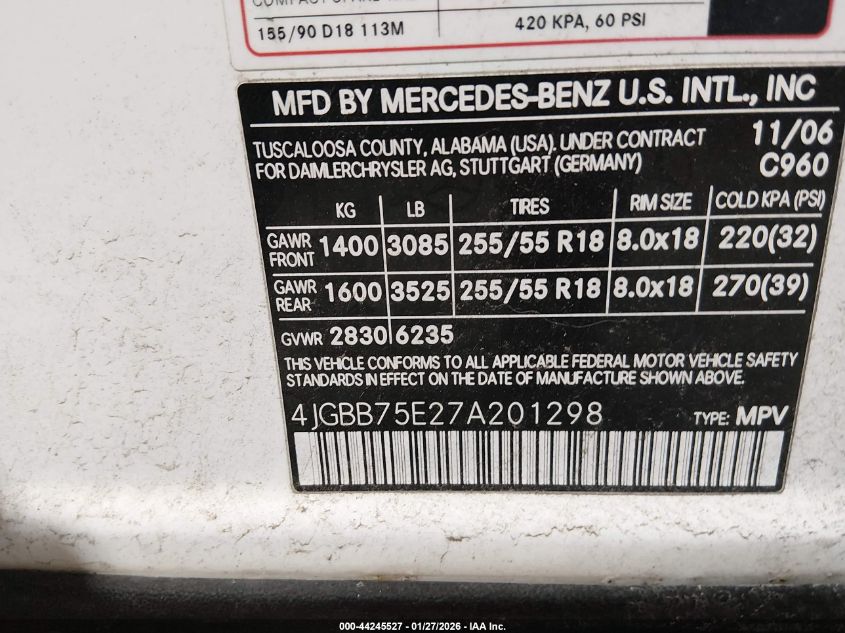 155/90 D18 113M 420 KPA, 60 PSI
MFD BY MERCEDES-BENZ U.S. INTL., INC
TUSCALOOSA COUNTY, ALABAMA (USA). UNDER CONTRACT 11/06
FOR DAIMLERCHRYSLER AG, STUTTGART (GERMANY) C960
KG LB TIRES RIM SIZE COLD KPA (PSI)
GAWR FRONT 1400 3085 255/55 R18 8.0x18 220(32)
GAWR REAR 1600 3525 255/55 R18 8.0x18 270(39)
GVWR 2830 6235
THIS VEHICLE CONFORMS TO ALL APPLICABLE FEDERAL MOTOR VEHICLE SAFETY
STANDARDS IN EFFECT ON THE DATE OF MANUFACTURE SHOWN ABOVE.
4JGBB75E27A201298 TYPE: MPV
000-44245527 - 01/27/2026 - IAA Inc.